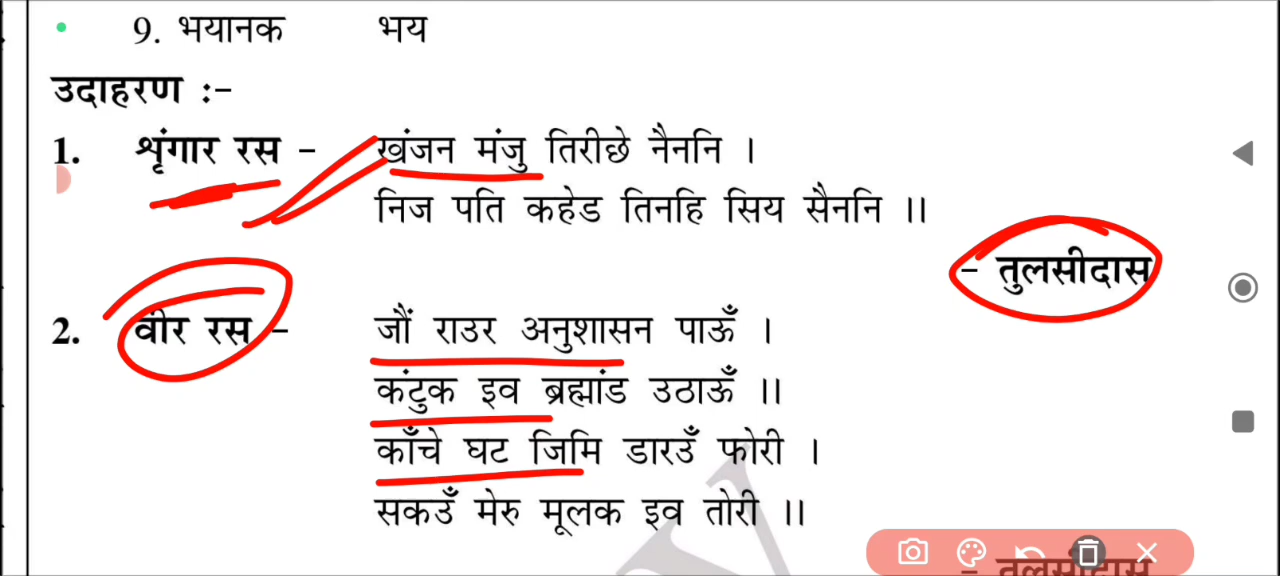 9. भयानक भय
उदाहरण :-
1. शृंगार रस - खंजन मंजु तिरीछे नैननि ।
निज पति कहेड तिनहि सिय सैननि ।।
- तुलसीदास
2. वीर रस - जौं राउर अनुशासन पाऊँ ।
कंटुक इव ब्रह्मांड उठाऊँ ।।
काँचे घट जिमि डारउँ फोरी ।
सकउँ मेरु मूलक इव तोरी ।।
- तुलसीदास